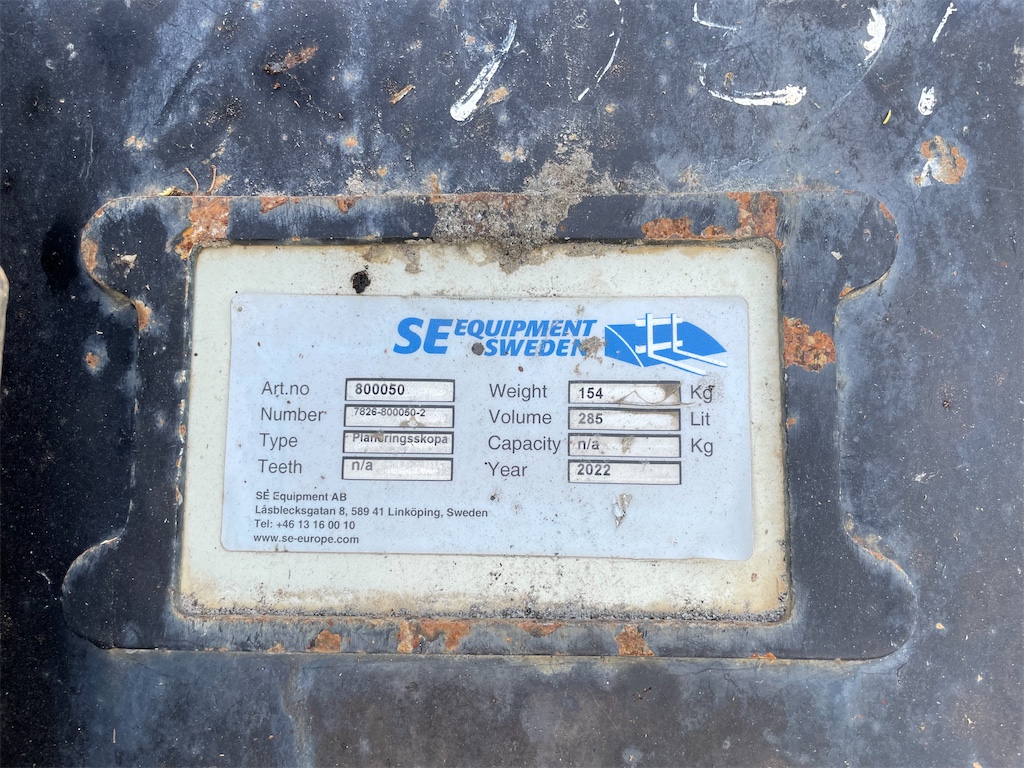 SE EQUIPMENT
SWEDEN
Art.no 800050 Weight 154 Kg
Number 7826-800050-2 Volume 285 Lit
Type Planeringsskopa Capacity n/a Kg
Teeth n/a Year 2022
SE Equipment AB
Låsblecksgatan 8, 589 41 Linköping, Sweden
Tel: +46 13 16 00 10
www.se-europe.com